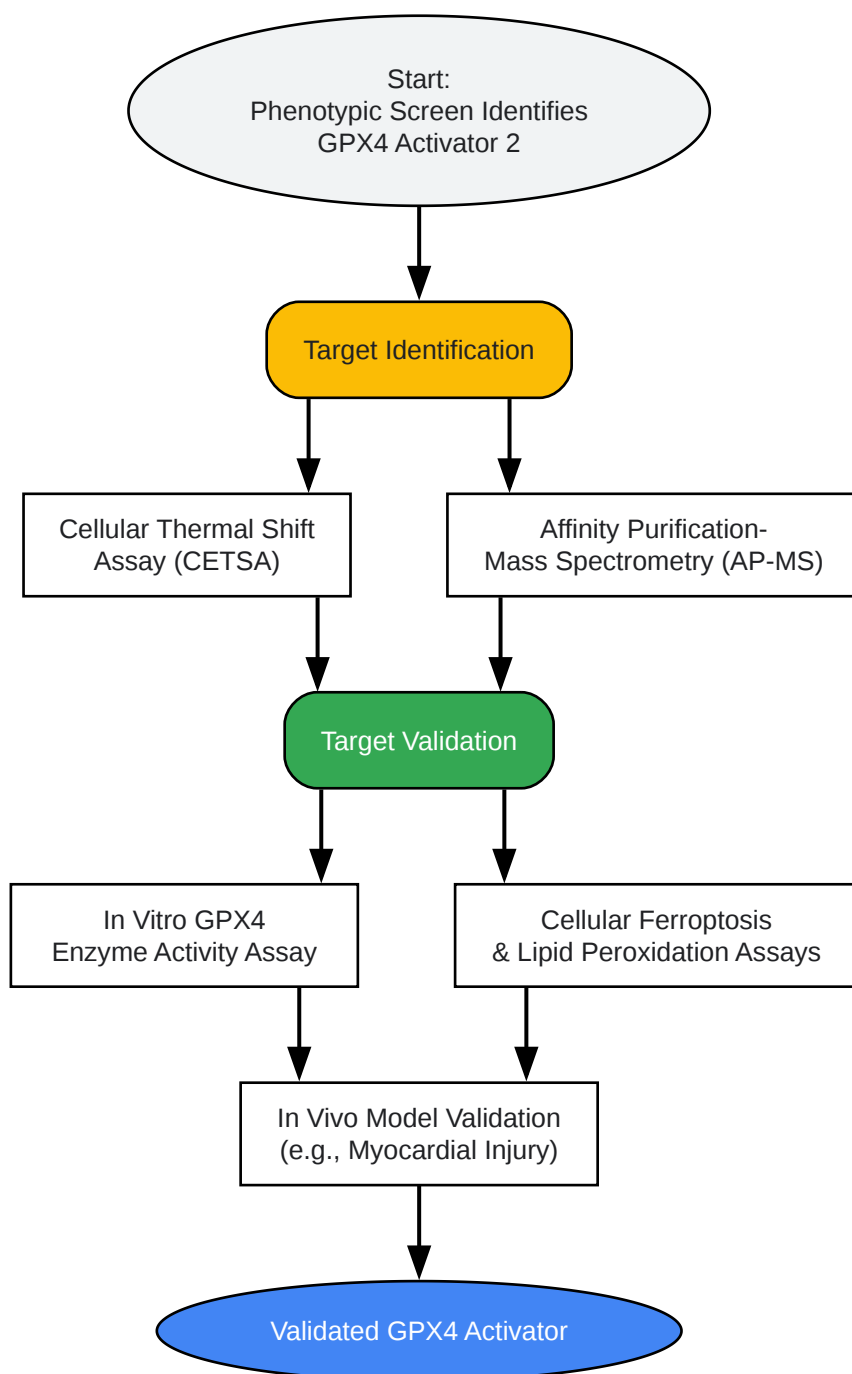 Start:
Phenotypic Screen Identifies
GPX4 Activator 2
Target Identification
Cellular Thermal Shift
Assay (CETSA)
Affinity Purification-
Mass Spectrometry (AP-MS)
Target Validation
In Vitro GPX4
Enzyme Activity Assay
Cellular Ferroptosis
& Lipid Peroxidation Assays
In Vivo Model Validation
(e.g., Myocardial Injury)
Validated GPX4 Activator